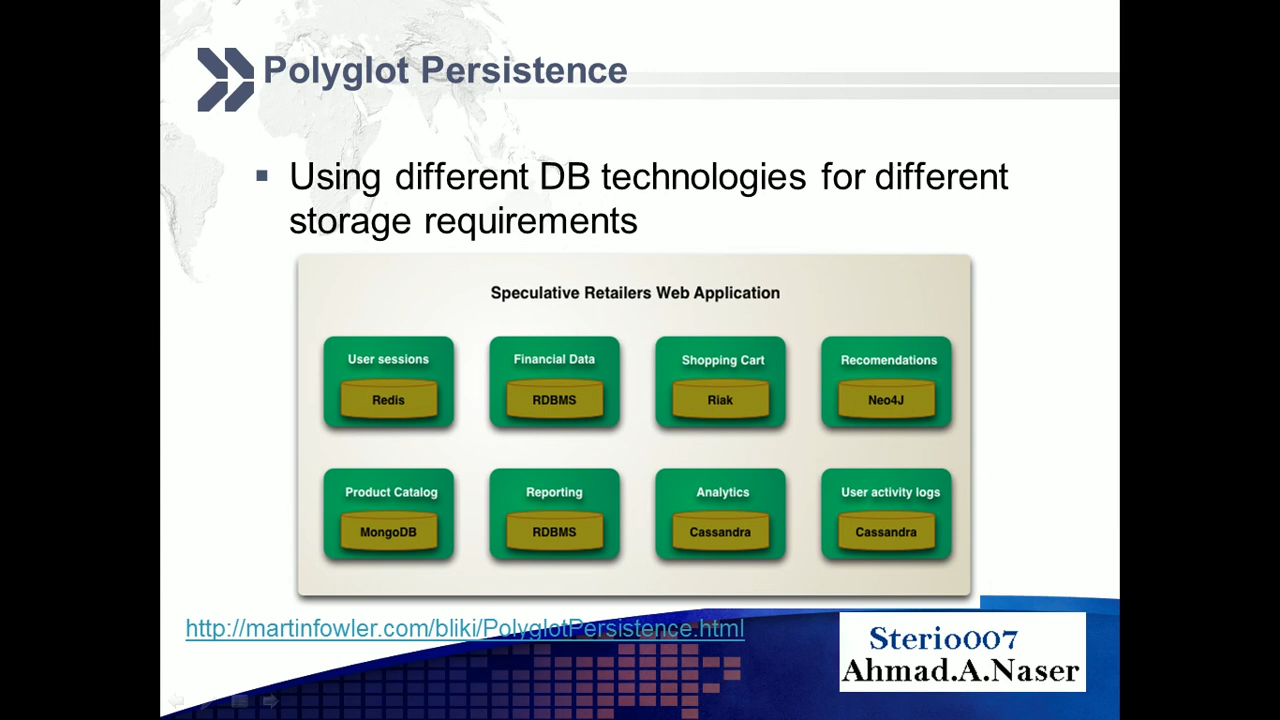 Polyglot Persistence
Using different DB technologies for different
storage requirements
Speculative Retailers Web Application
User sessions
Redis
Financial Data
RDBMS
Shopping Cart
Riak
Recomendations
Neo4J
Product Catalog
MongoDB
Reporting
RDBMS
Analytics
Cassandra
User activity logs
Cassandra
http://martinfowler.com/bliki/PolyglotPersistence.html
Sterio007
Ahmad.A.Naser